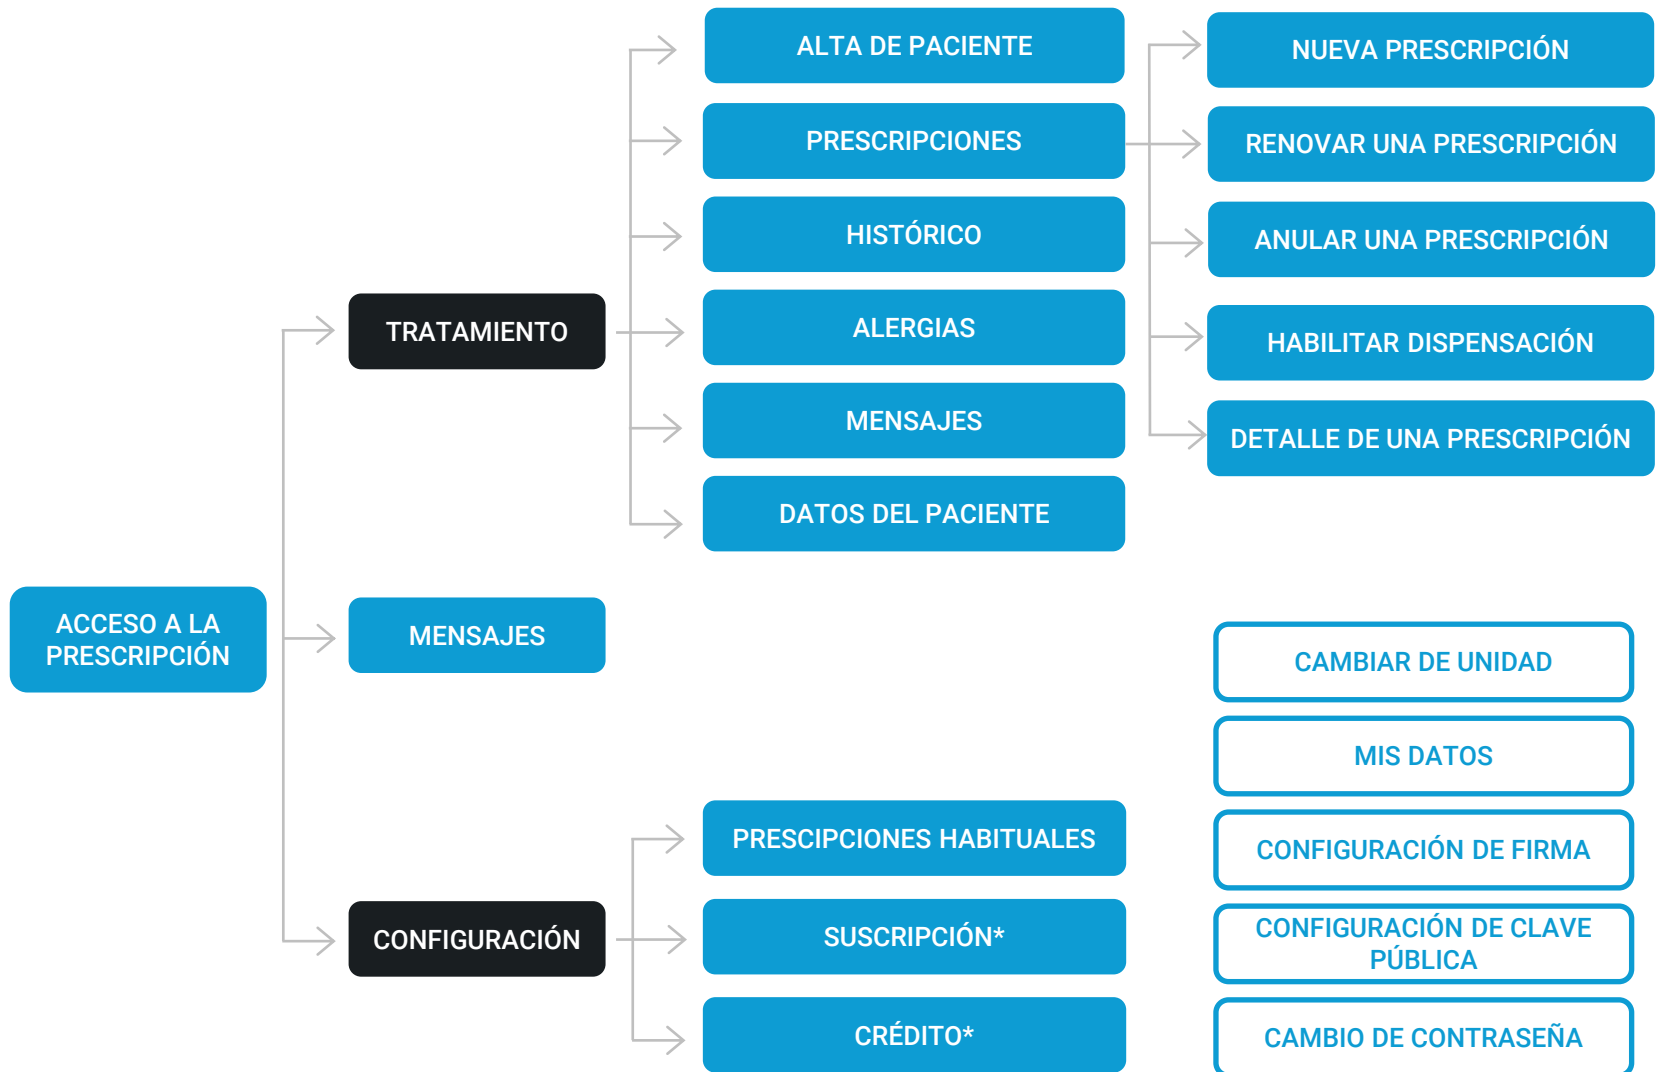 ACCESO A LA
PRESCRIPCIÓN
TRATAMIENTO
MENSAJES
CONFIGURACIÓN
ALTA DE PACIENTE
PRESCRIPCIONES
HISTÓRICO
ALERGIAS
MENSAJES
DATOS DEL PACIENTE
PRESCIPCIONES HABITUALES
SUSCRIPCIÓN*
CRÉDITO*
NUEVA PRESCRIPCIÓN
RENOVAR UNA PRESCRIPCIÓN
ANULAR UNA PRESCRIPCIÓN
HABILITAR DISPENSACIÓN
DETALLE DE UNA PRESCRIPCIÓN
CAMBIAR DE UNIDAD
MIS DATOS
CONFIGURACIÓN DE FIRMA
CONFIGURACIÓN DE CLAVE
PÚBLICA
CAMBIO DE CONTRASEÑA